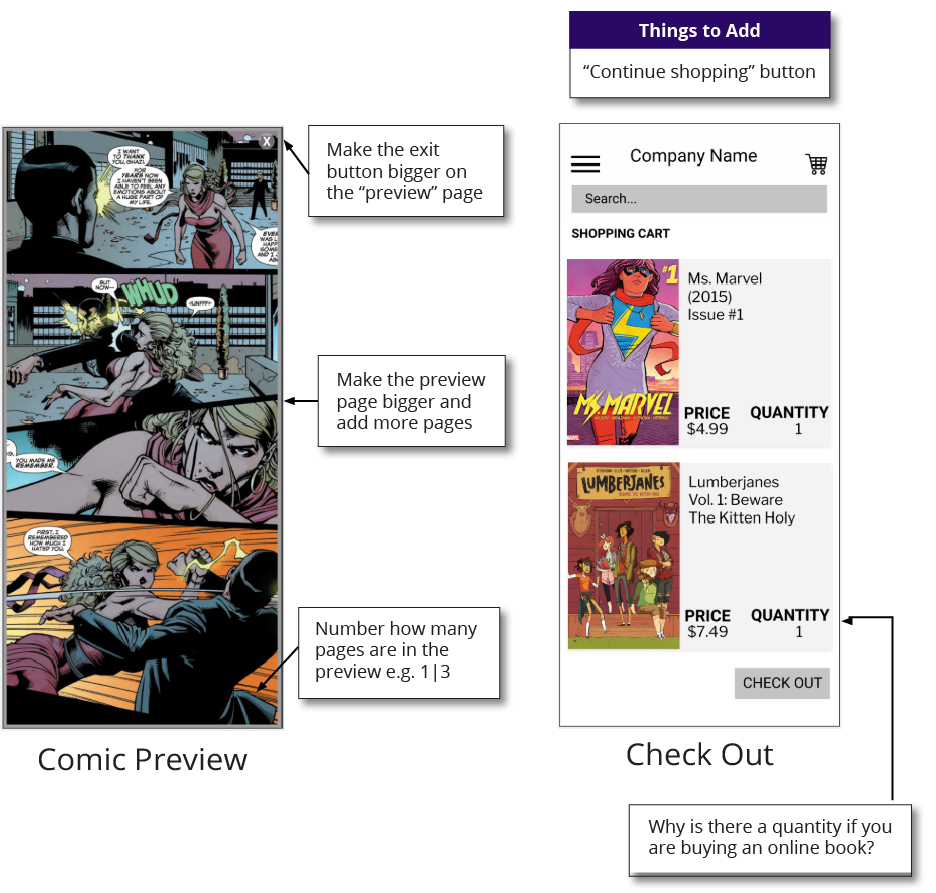 Things to Add
“Continue shopping” button
X
I WANT
TO THANK
YOU, GHAZI.
FOR
YEARS NOW
I HAVEN'T BEEN
ABLE TO FEEL ANY
EMOTIONS ABOUT
A HUGE PART OF
MY LIFE.
BUT
NOW--
WHUD
YOU MADE ME
REMEMBER.
FIRST, I
REMEMBERED
HOW MUCH I
HATED YOU.
Make the exit
button bigger on
the “preview” page
Make the preview
page bigger and
add more pages
Number how many
pages are in the
preview e.g. 1|3
Comic Preview
Company Name
Search...
SHOPPING CART
#1
MS. MARVEL
MARVEL
Ms. Marvel
(2015)
Issue #1
PRICE
QUANTITY
$4.99
1
LUMBERJANES
BEWARE THE KITTEN HOLY
Lumberjanes
Vol. 1: Beware
The Kitten Holy
PRICE
QUANTITY
$7.49
1
CHECK OUT
Check Out
Why is there a quantity if you
are buying an online book?